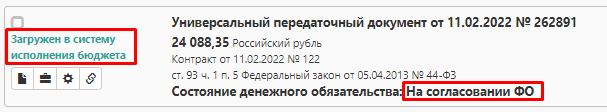 Загружен в систему
исполнения бюджета
Универсальный передаточный документ от 11.02.2022 № 262891
24 088,35 Российский рубль
Контракт от 11.02.2022 № 122
ст. 93 ч. 1 п. 5 Федеральный закон от 05.04.2013 № 44-ФЗ
Состояние денежного обязательства: На согласовании ФО